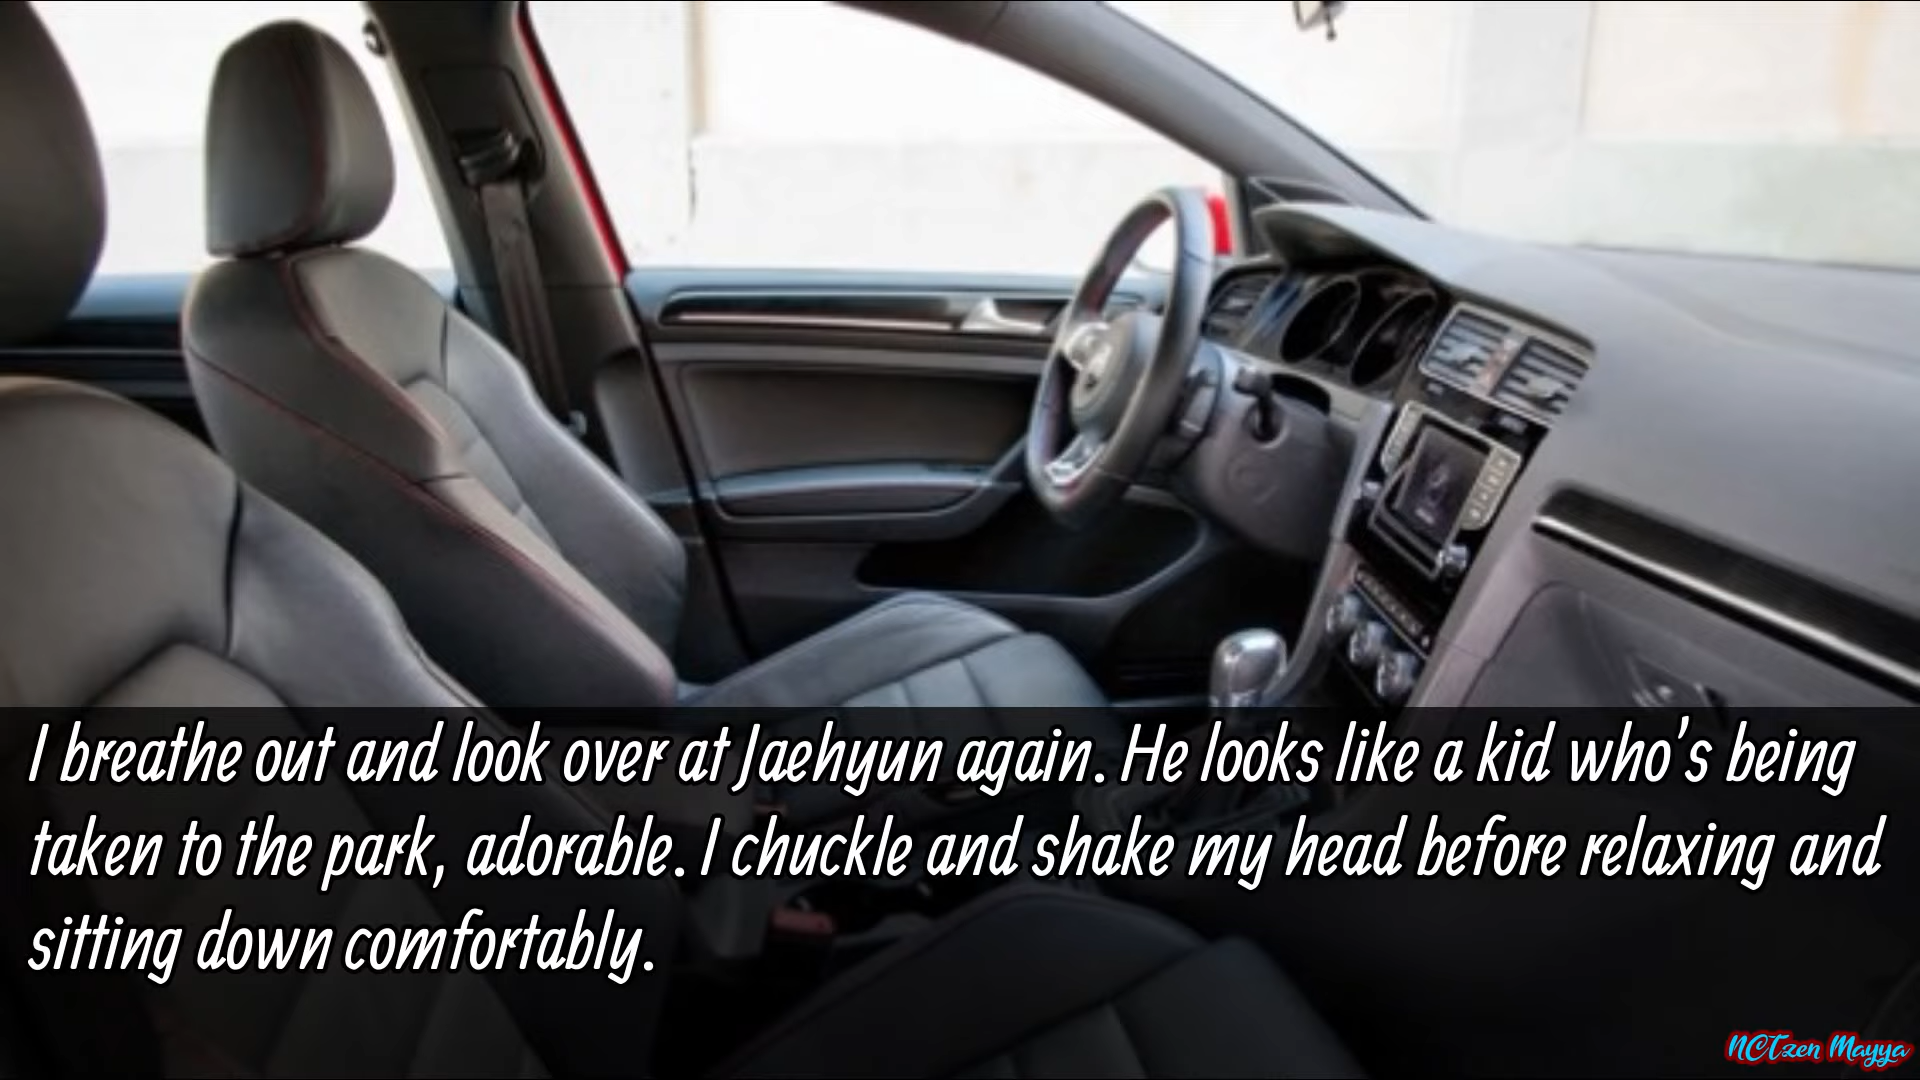 I breathe out and look over at Jaehyun again. He looks like a kid who's being
taken to the park, adorable. I chuckle and shake my head before relaxing and
sitting down comfortably.
NCTzen Mayya